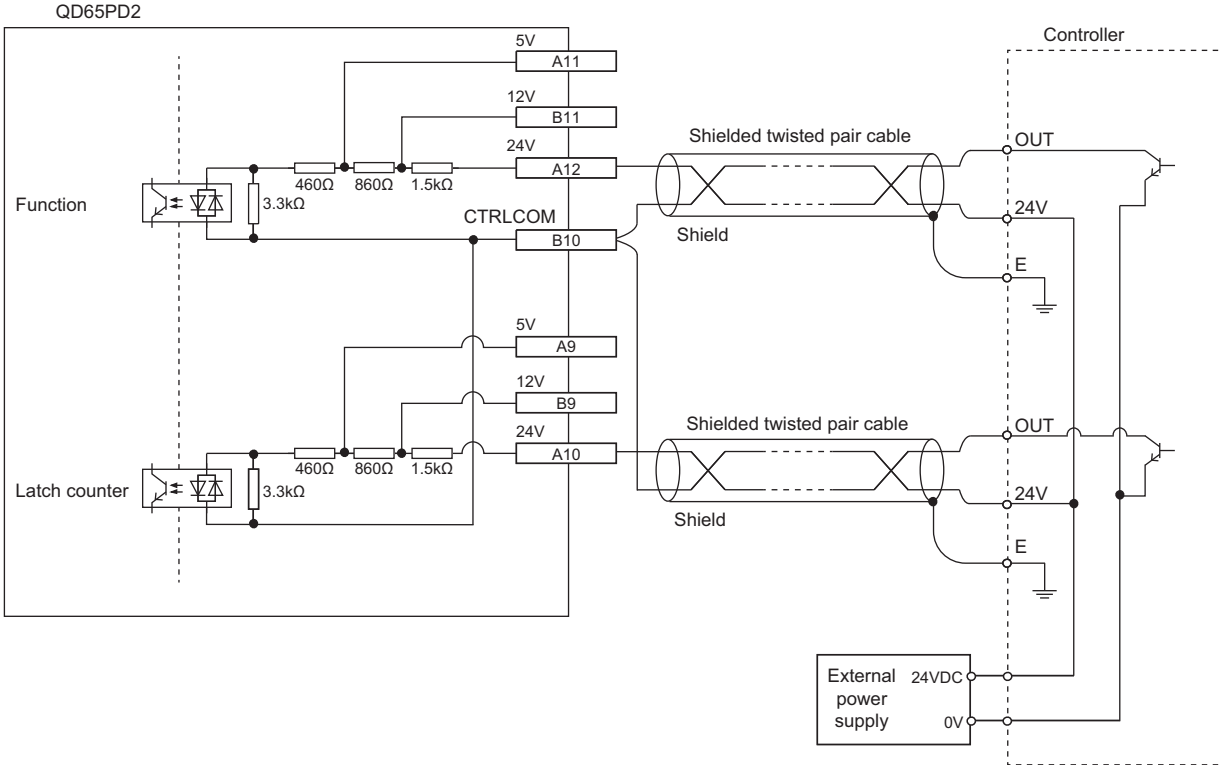 QD65PD2
Controller
5V
A11
12V
B11
24V
A12
Shielded twisted pair cable
OUT
460Ω
860Ω
1.5kΩ
Function
3.3kΩ
24V
CTRLCOM
B10
Shield
E
5V
A9
12V
B9
24V
A10
Shielded twisted pair cable
OUT
460Ω
860Ω
1.5kΩ
Latch counter
3.3kΩ
24V
Shield
E
External
power
supply
24VDC
0V